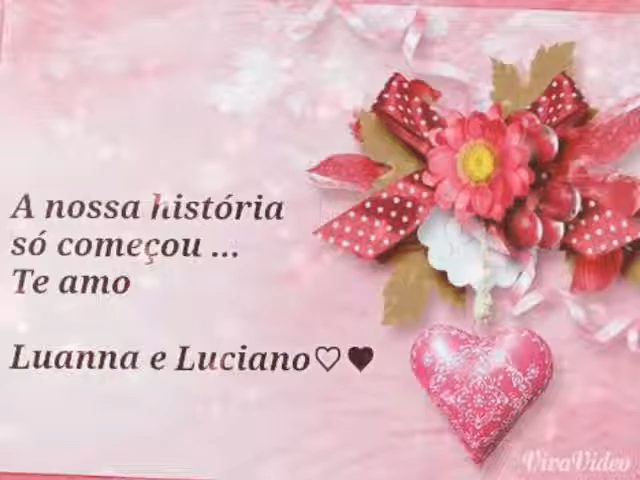 A nossa história
só começou ...
Te amo
Luanna e Luciano♡♥
VivaVideo